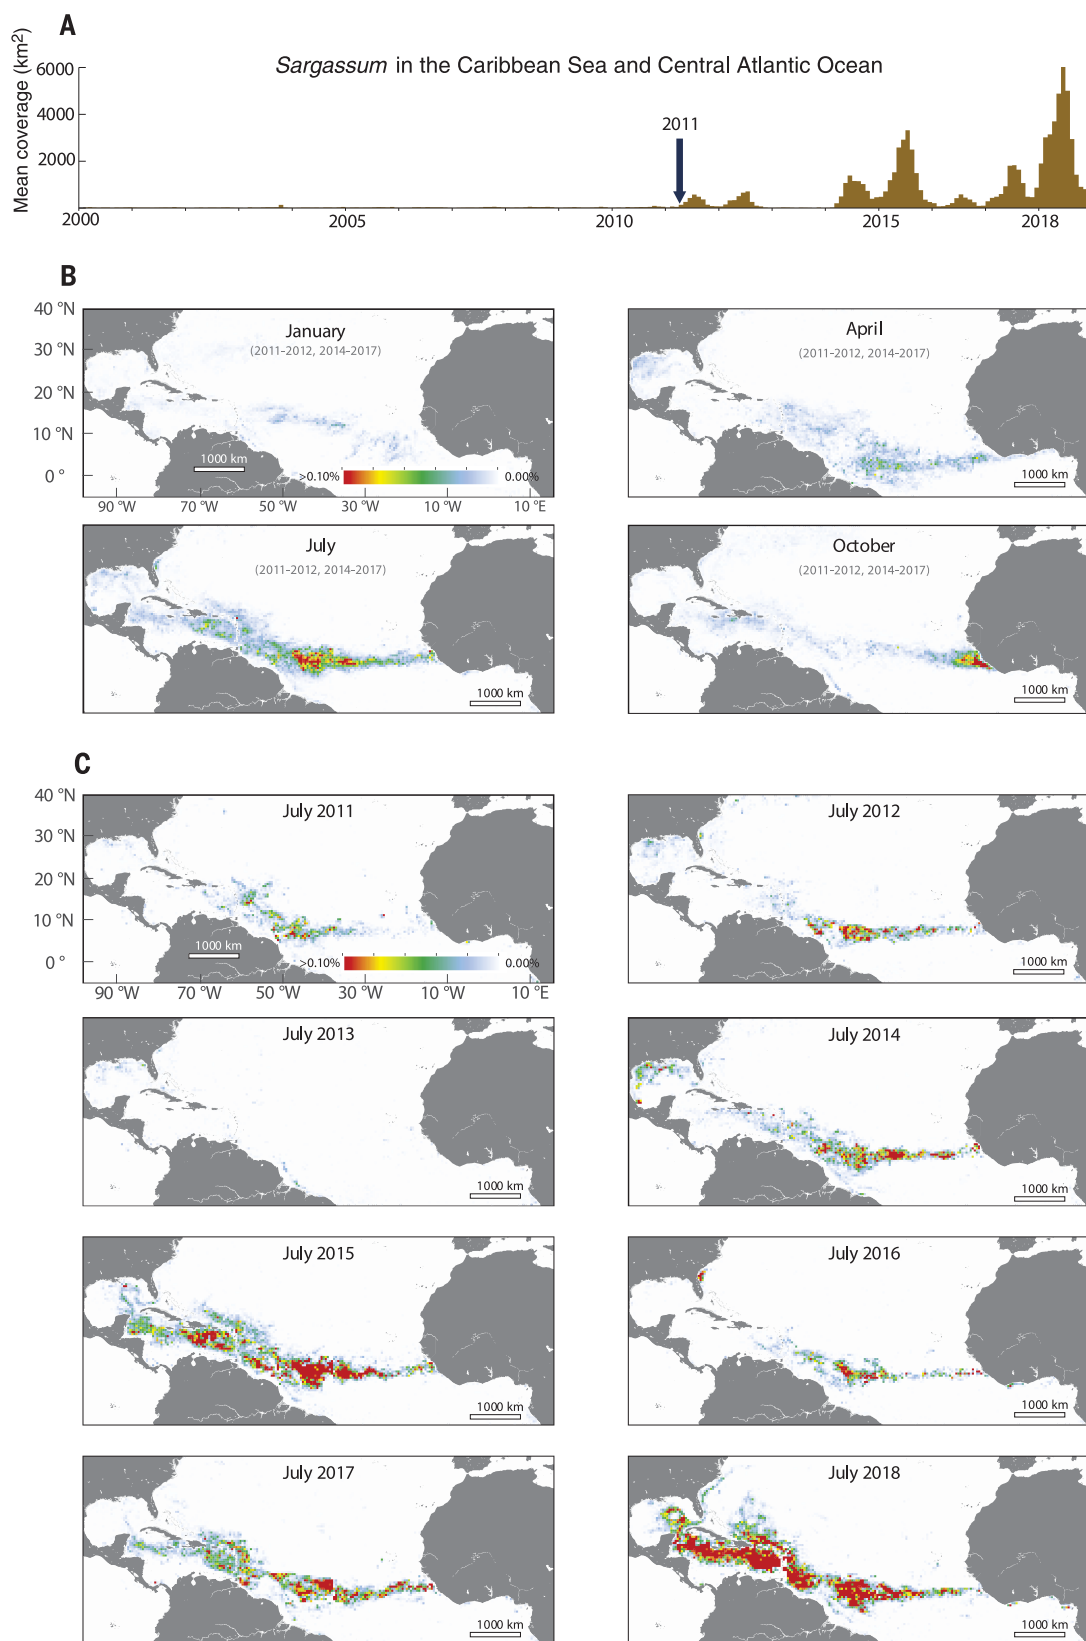 A
Sargassum in the Caribbean Sea and Central Atlantic Ocean
Mean coverage (km²)
6000
4000
2000
2011
2000 2005 2010 2015 2018
B
40 °N
30 °N
20 °N
10 °N
0 °
January
(2011-2012, 2014-2017)
1000 km
>0.10% 0.00%
90 °W 70 °W 50 °W 30 °W 10 °W 10 °E
April
(2011-2012, 2014-2017)
1000 km
July
(2011-2012, 2014-2017)
1000 km
October
(2011-2012, 2014-2017)
1000 km
C
40 °N
30 °N
20 °N
10 °N
0 °
July 2011
1000 km
>0.10% 0.00%
90 °W 70 °W 50 °W 30 °W 10 °W 10 °E
July 2012
1000 km
July 2013
1000 km
July 2014
1000 km
July 2015
1000 km
July 2016
1000 km
July 2017
1000 km
July 2018
1000 km